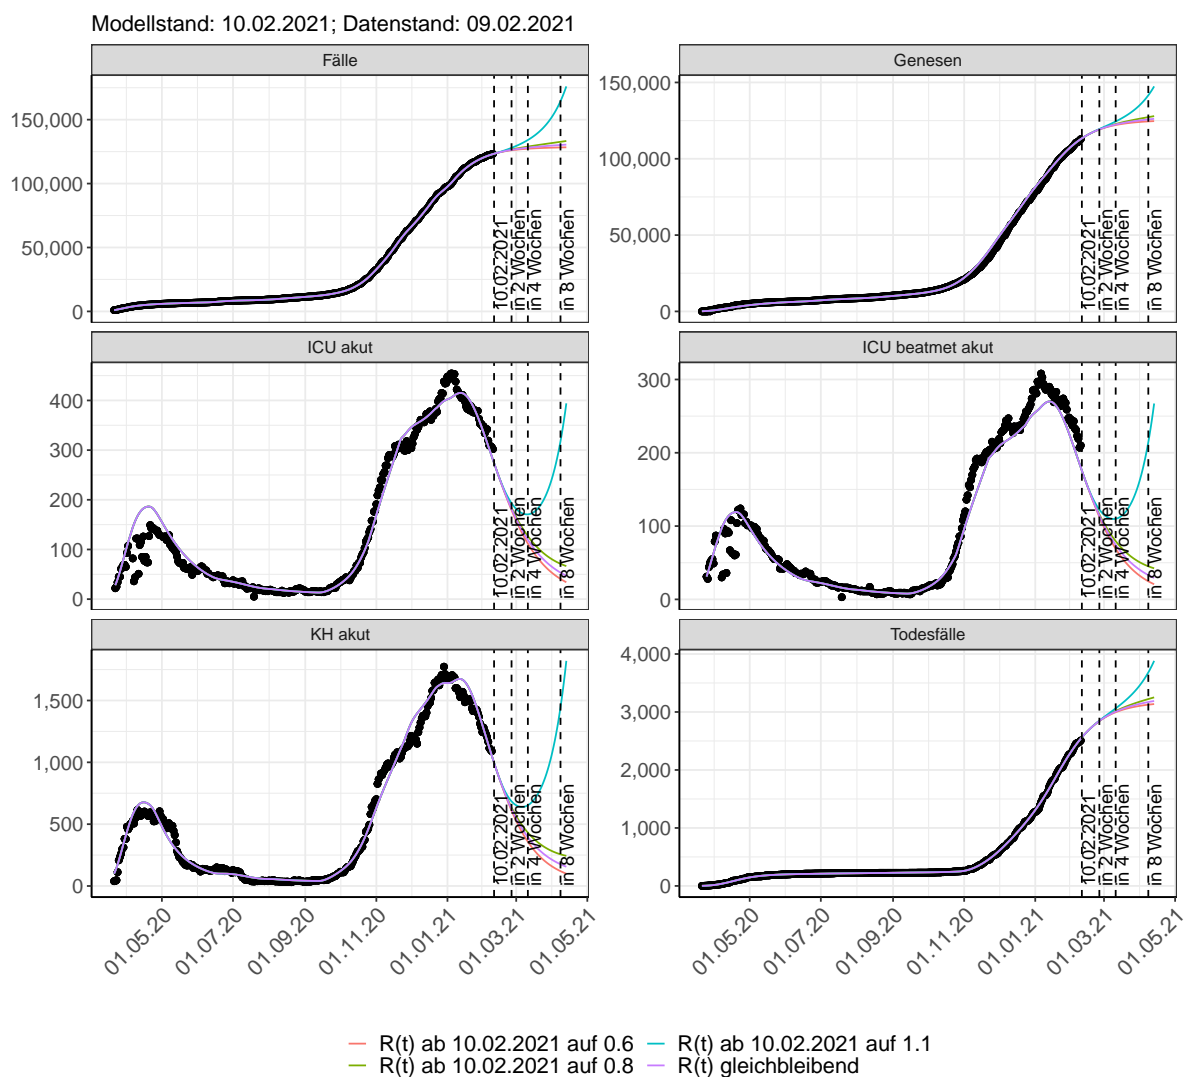 Modellstand: 10.02.2021; Datenstand: 09.02.2021
Fälle
Genesen
150,000
100,000
50,000
0
10.02.2021
in 2 Wochen
in 4 Wochen
in 8 Wochen
150,000
100,000
50,000
0
10.02.2021
in 2 Wochen
in 4 Wochen
in 8 Wochen
ICU akut
ICU beatmet akut
400
300
200
100
0
10.02.2021
in 2 Wochen
in 4 Wochen
in 8 Wochen
300
200
100
0
10.02.2021
in 2 Wochen
in 4 Wochen
in 8 Wochen
KH akut
Todesfälle
1,500
1,000
500
0
10.02.2021
in 2 Wochen
in 4 Wochen
in 8 Wochen
4,000
3,000
2,000
1,000
0
10.02.2021
in 2 Wochen
in 4 Wochen
in 8 Wochen
01.05.20
01.07.20
01.09.20
01.11.20
01.01.21
01.03.21
01.05.21
01.05.20
01.07.20
01.09.20
01.11.20
01.01.21
01.03.21
01.05.21
R(t) ab 10.02.2021 auf 0.6
R(t) ab 10.02.2021 auf 1.1
R(t) ab 10.02.2021 auf 0.8
R(t) gleichbleibend